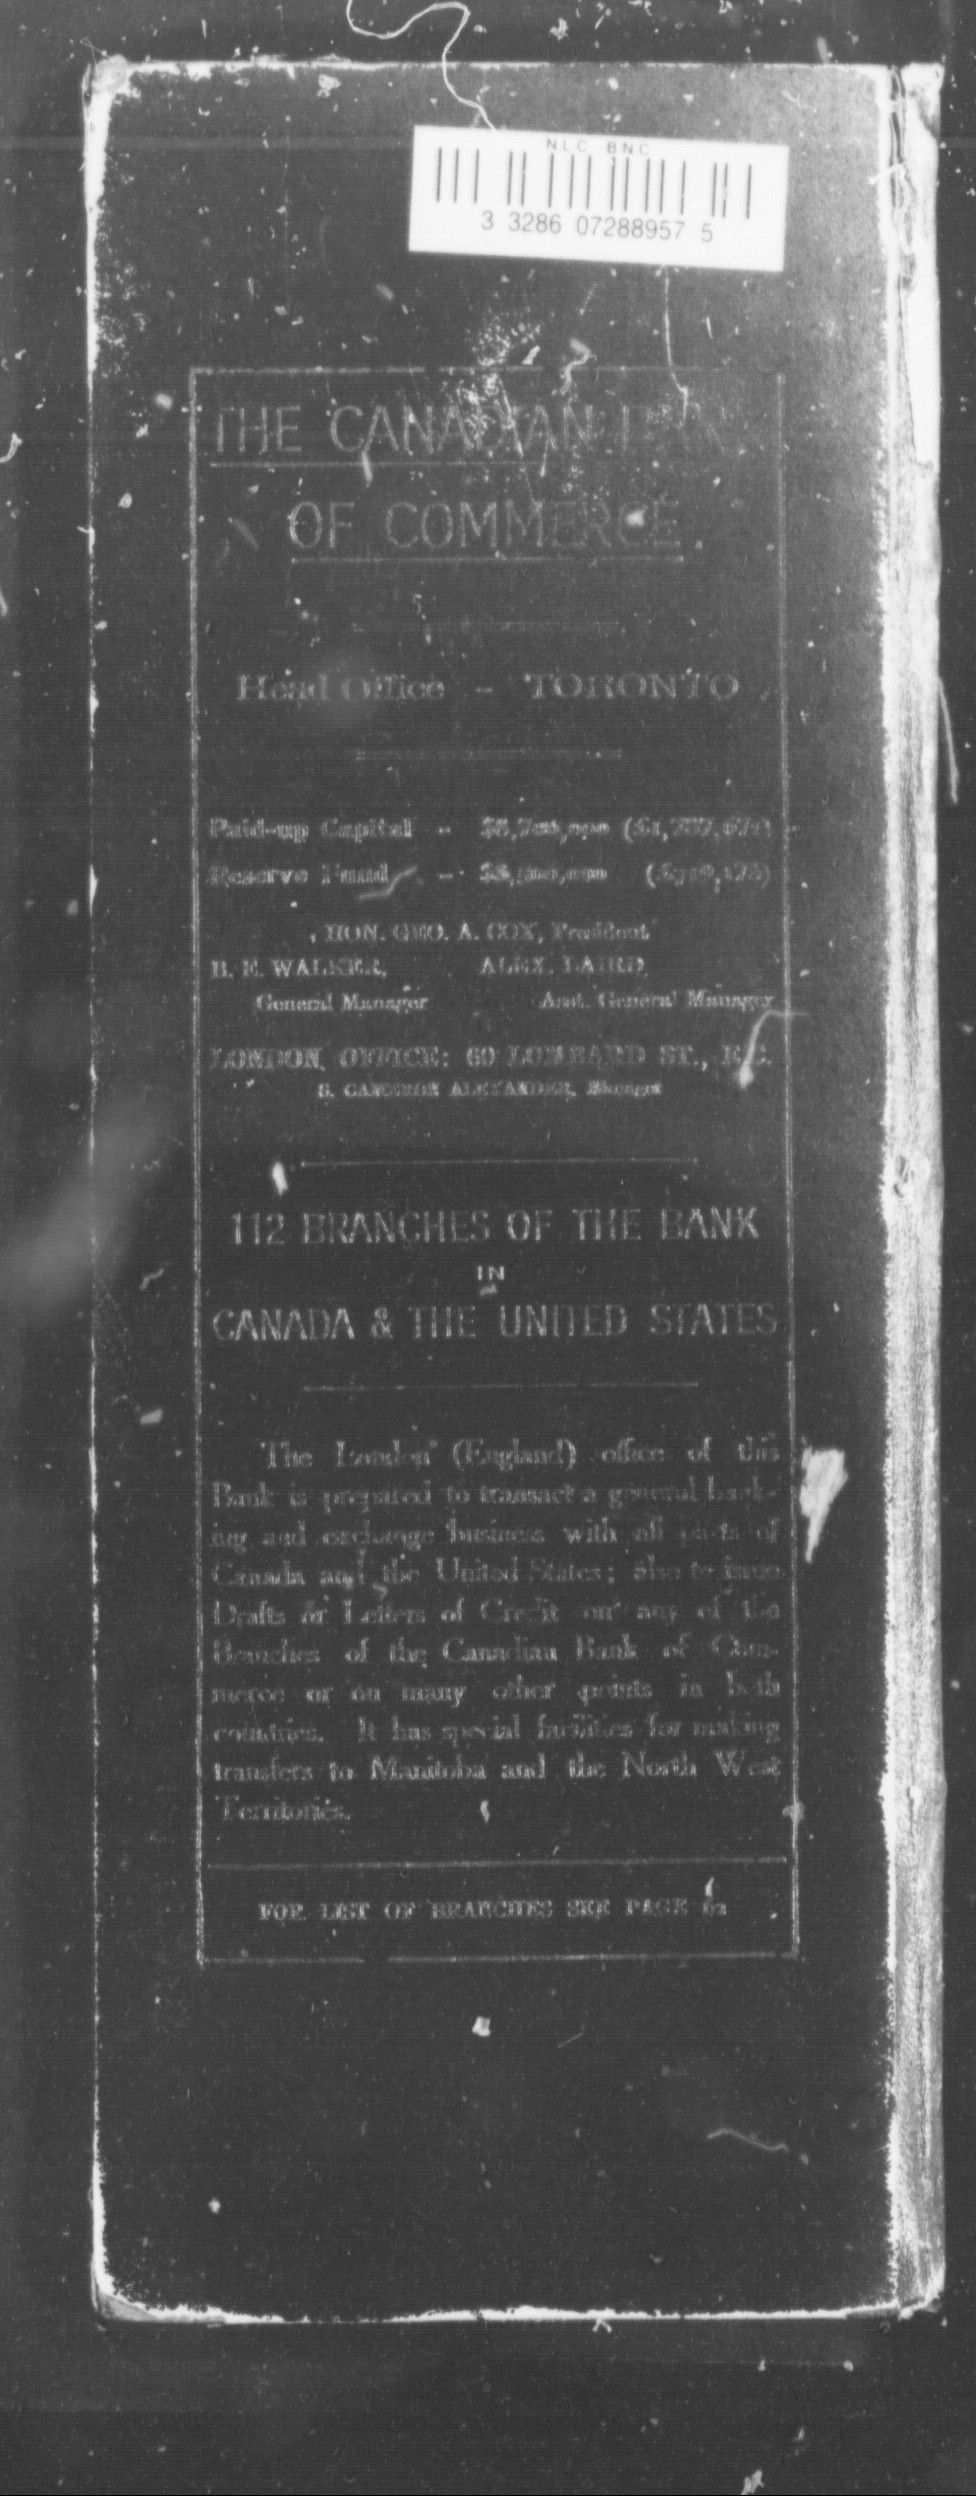 NLC BNC
3 3286 07288957 5
THE CANADIAN BANK
OF COMMERCE
Head Office - TORONTO
Paid-up Capital -
Reserve Fund -
HON. GEO. A. COX, President
B. E. WALKER, ALEX. LAIRD,
General Manager Asst. General Manager
LONDON OFFICE: 60 LOMBARD ST., E.C.
S. CAMERON ALEXANDER, Manager
112 BRANCHES OF THE BANK
IN
CANADA & THE UNITED STATES
The London (England) office of this
Bank is prepared to transact a general bank-
ing and exchange business with all parts of
Canada and the United States; also to issue
Drafts or Letters of Credit on any of the
Branches of the Canadian Bank of Com-
merce or on many other points in both
countries. It has special facilities for making
transfers to Manitoba and the North West
Territories.
FOR LIST OF BRANCHES SEE PAGE